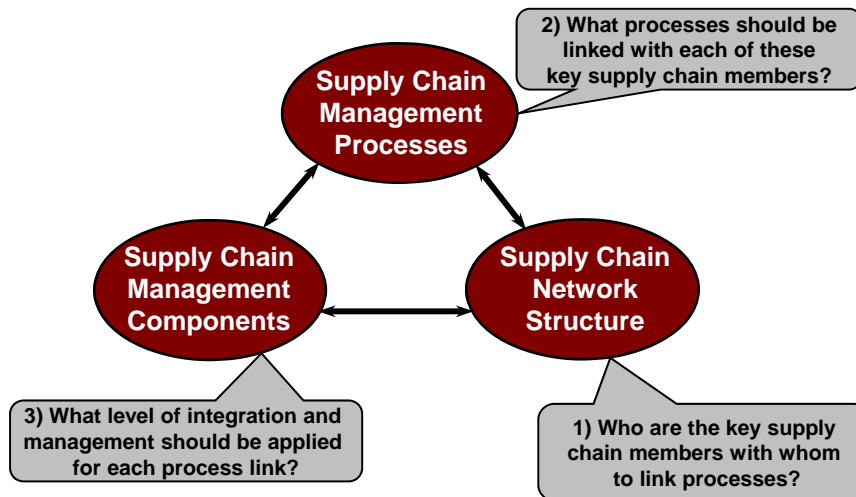 2) What processes should be
linked with each of these
key supply chain members?
Supply Chain
Management
Processes
Supply Chain
Management
Components
Supply Chain
Network
Structure
3) What level of integration and
management should be applied
for each process link?
1) Who are the key supply
chain members with whom
to link processes?